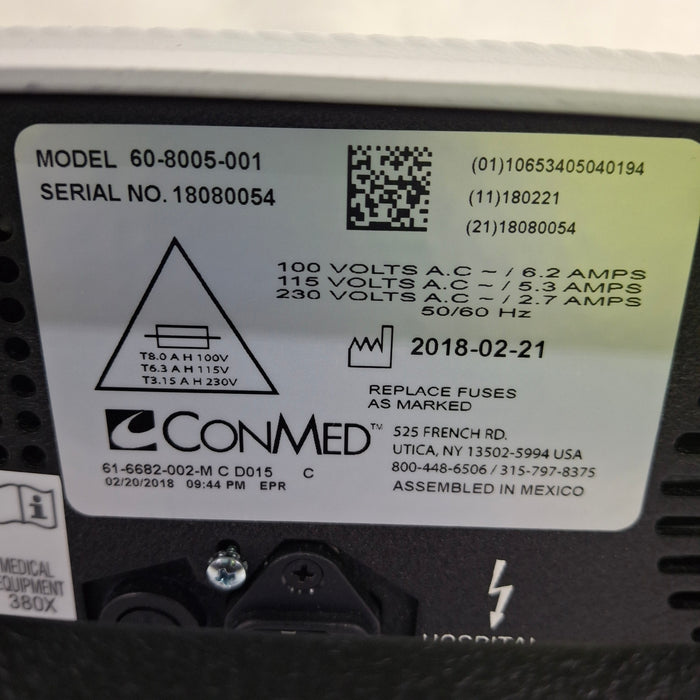 MODEL 60-8005-001
SERIAL NO. 18080054
(01)10653405040194
(11)180221
(21)18080054
100 VOLTS A.C ~ / 6.2 AMPS
115 VOLTS A.C ~ / 5.3 AMPS
230 VOLTS A.C ~ / 2.7 AMPS
50/60 Hz
T8.0 A H 100V
T6.3 A H 115V
T3.15 A H 230V
2018-02-21
REPLACE FUSES
AS MARKED
CONMED™
525 FRENCH RD.
UTICA, NY 13502-5994 USA
800-448-6506 / 315-797-8375
ASSEMBLED IN MEXICO
61-6682-002-M C D015 C
02/20/2018 09:44 PM EPR
i
MEDICAL
EQUIPMENT
380X
HOSPITAL